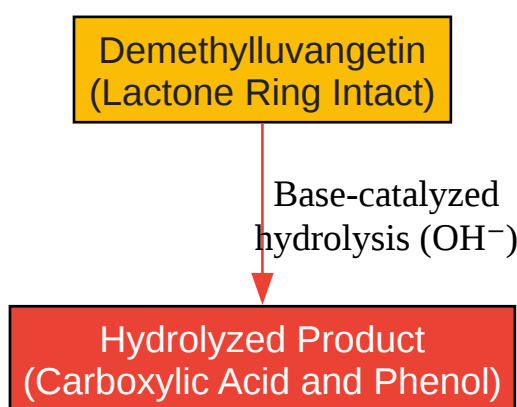 Demethylluvangetin
(Lactone Ring Intact)
Base-catalyzed
hydrolysis (OH⁻)
Hydrolyzed Product
(Carboxylic Acid and Phenol)